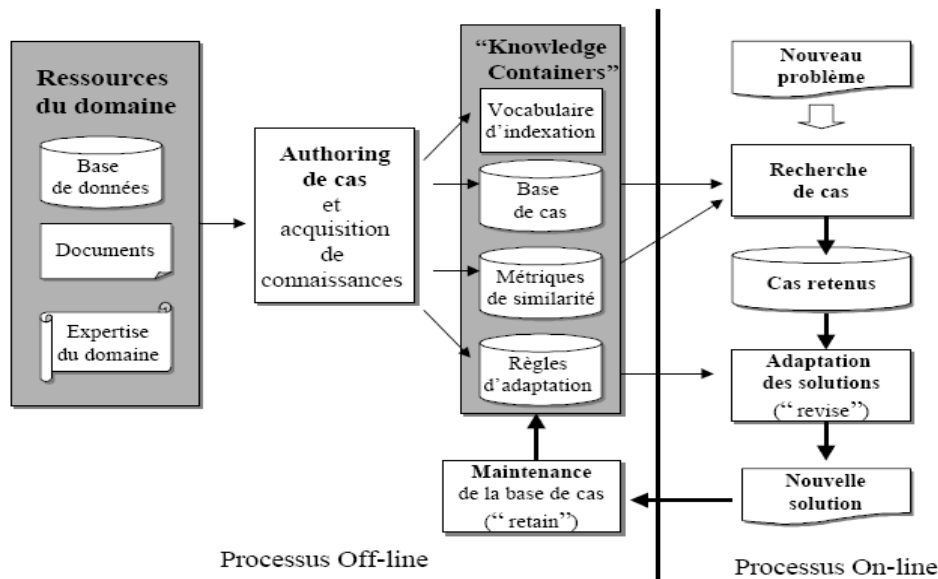 Ressources
du domaine
Base
de données
Documents
Expertise
du domaine
Authoring
de cas
et
acquisition
de
connaissances
“Knowledge
Containers”
Vocabulaire
d’indexation
Base
de cas
Métriques
de similarité
Règles
d’adaptation
Maintenance
de la base de cas
(“ retain”)
Nouveau
problème
Recherche
de cas
Cas retenus
Adaptation
des solutions
(“ revise”)
Nouvelle
solution
Processus Off-line
Processus On-line